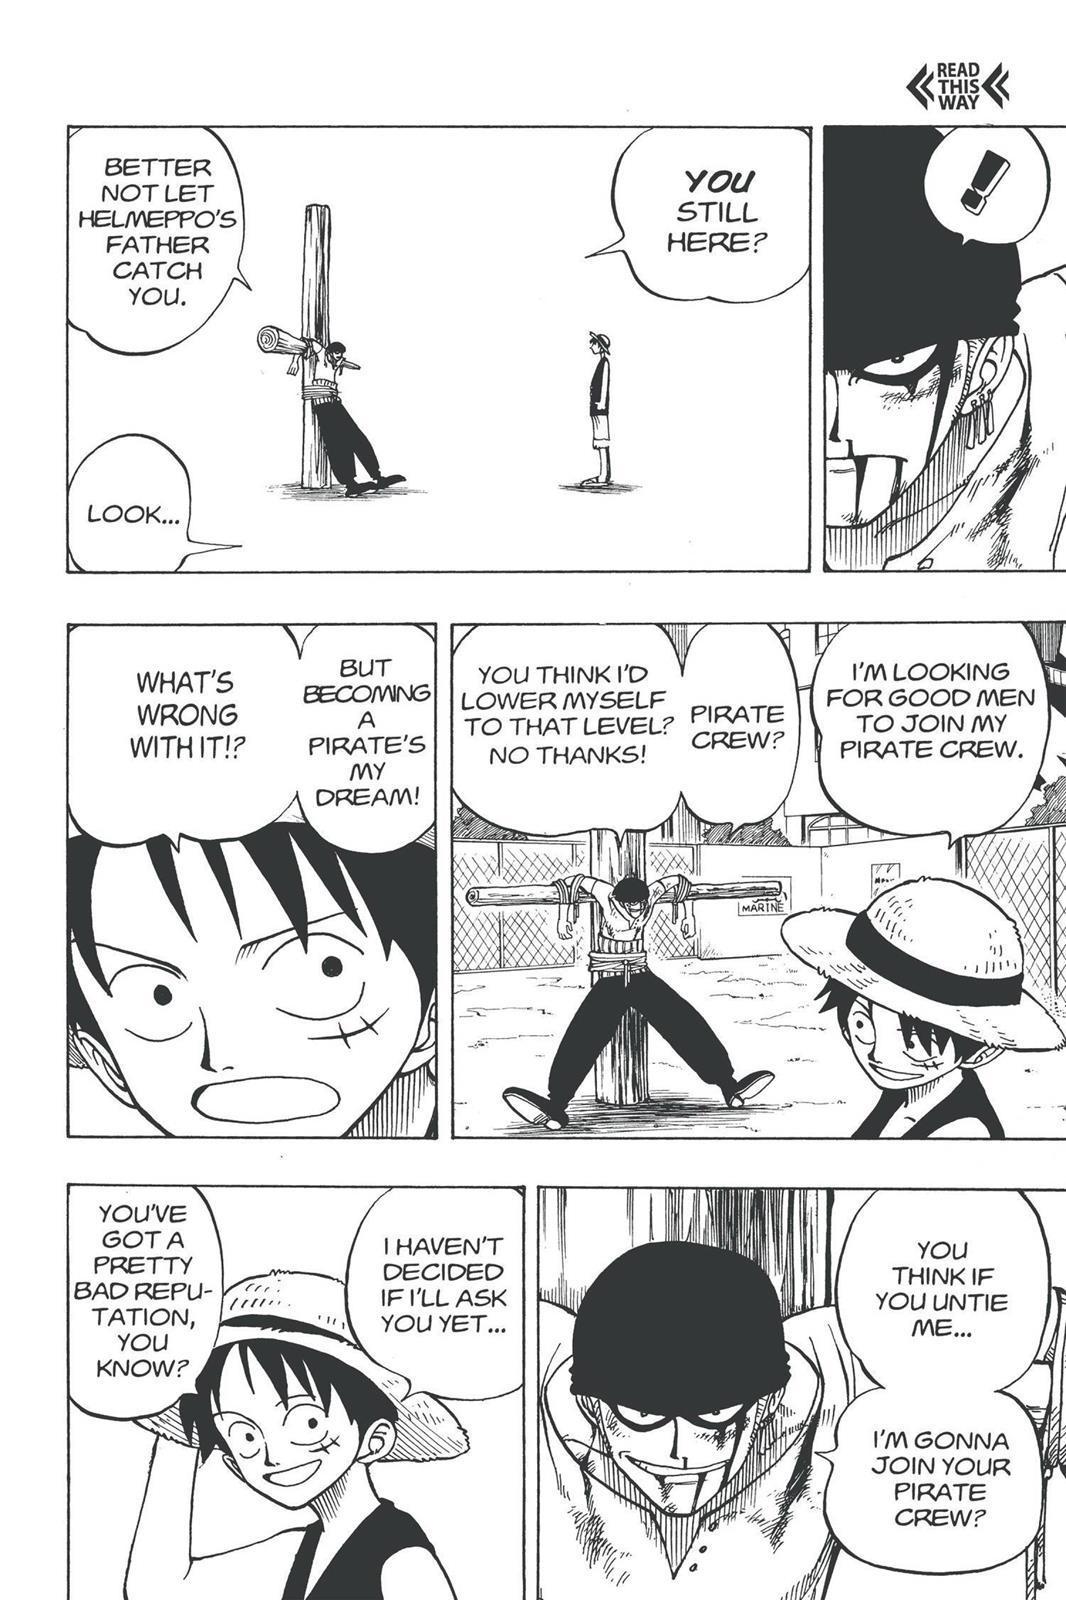 READ
THIS
WAY
!
YOU
STILL
HERE?
BETTER
NOT LET
HELMEPPO'S
FATHER
CATCH
YOU.
LOOK...
I'M LOOKING
FOR GOOD MEN
TO JOIN MY
PIRATE CREW.
PIRATE
CREW?
YOU THINK I'D
LOWER MYSELF
TO THAT LEVEL?
NO THANKS!
MARINE
BUT
BECOMING
A
PIRATE'S
MY
DREAM!
WHAT'S
WRONG
WITH IT!?
YOU
THINK IF
YOU UNTIE
ME...
I'M GONNA
JOIN YOUR
PIRATE
CREW?
I HAVEN'T
DECIDED
IF I'LL ASK
YOU YET...
YOU'VE
GOT A
PRETTY
BAD REPU-
TATION,
YOU
KNOW?